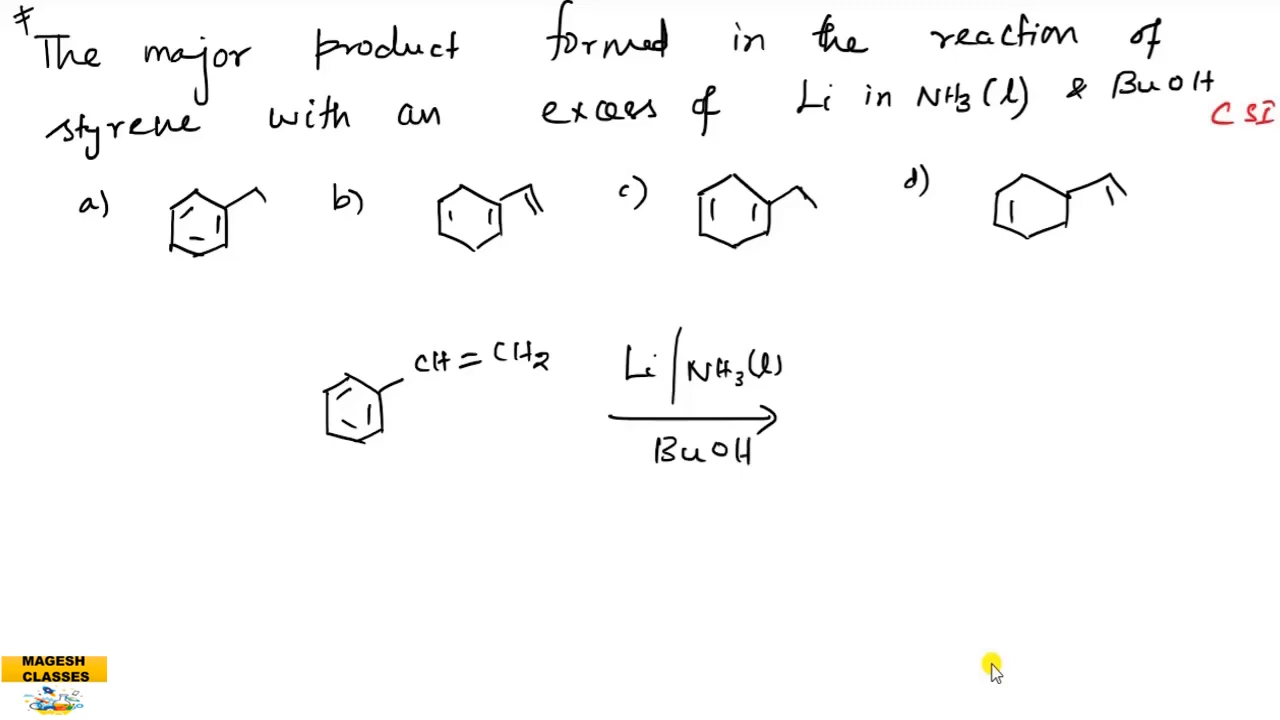 * The major product formed in the reaction of
styrene with an excess of Li in NH3(l) & BuOH
CSI
a) b) c) d)
CH=CH2 Li NH3(l)
BuOH
MAGESH
CLASSES